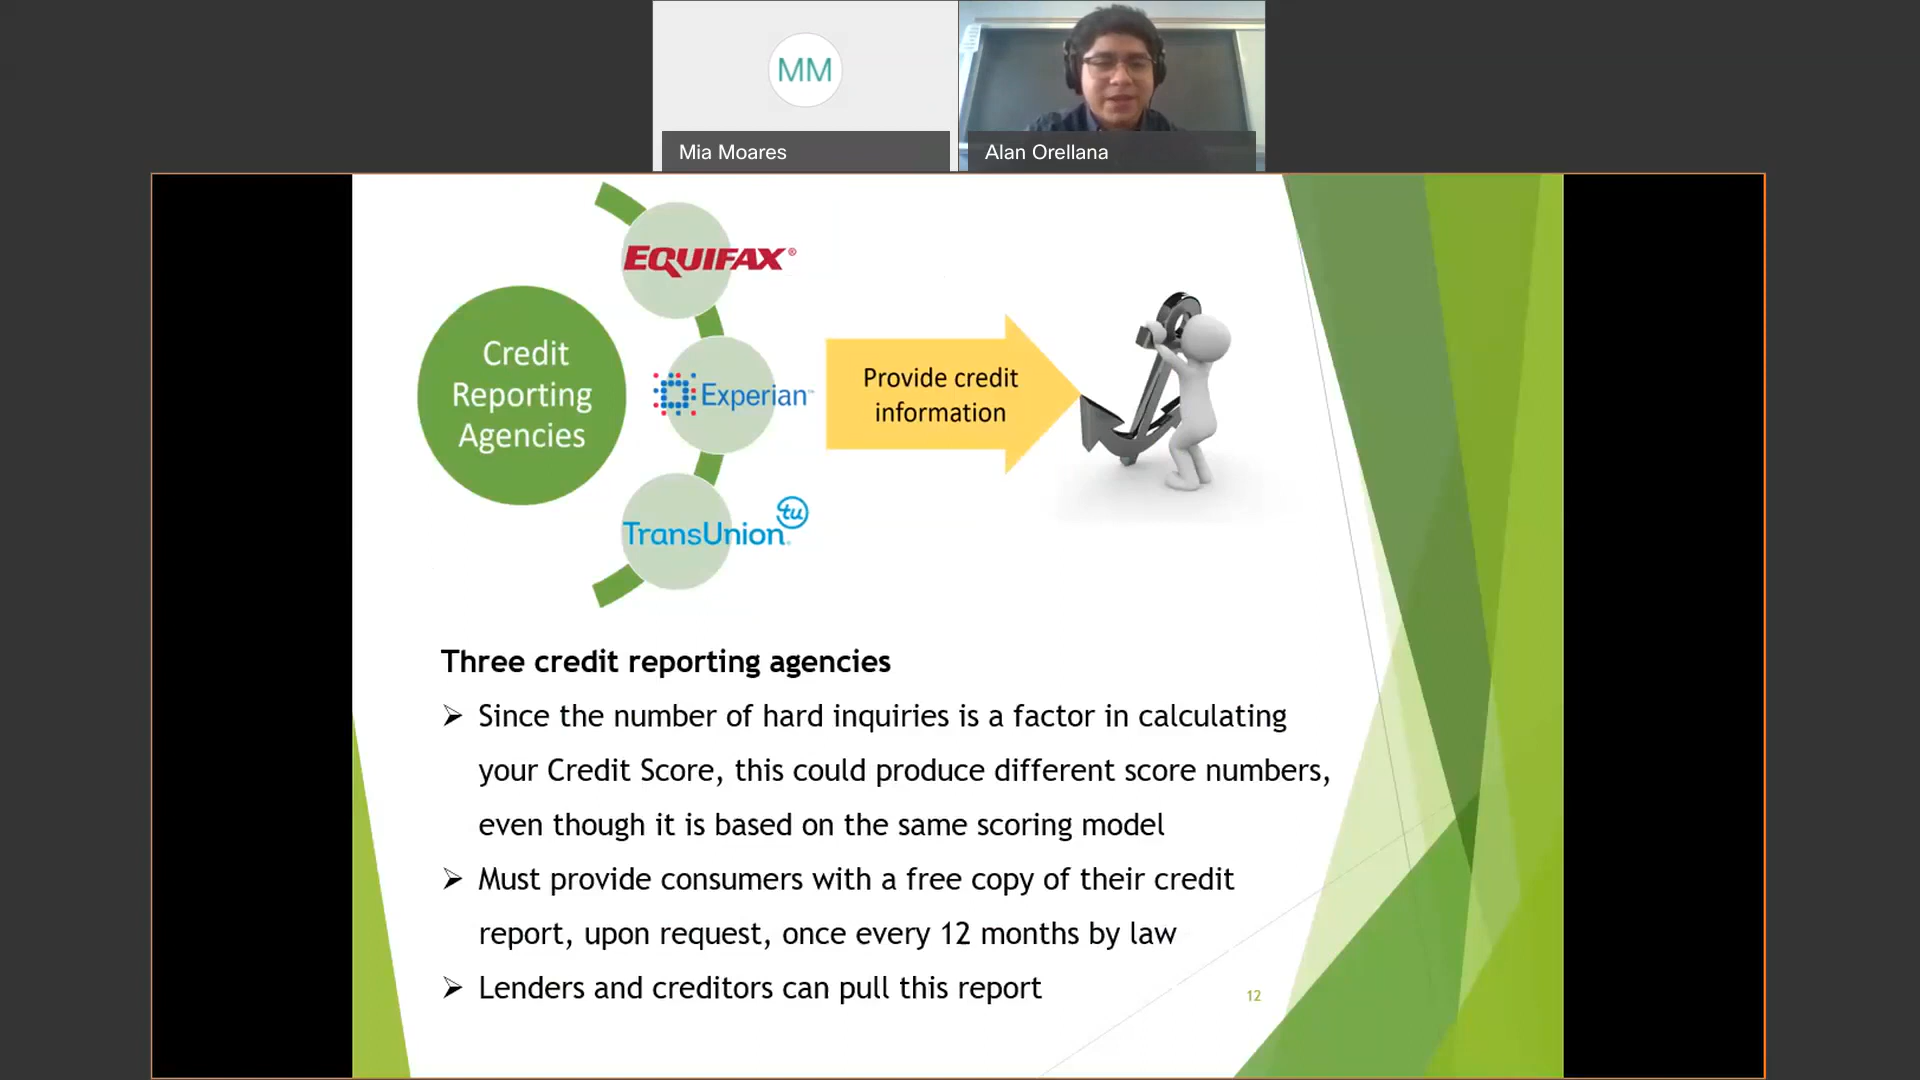 MM
Mia Moares
Alan Orellana
EQUIFAX®
Credit
Reporting
Agencies
Experian™
Provide credit
information
tu
TransUnion®
Three credit reporting agencies
➢ Since the number of hard inquiries is a factor in calculating
your Credit Score, this could produce different score numbers,
even though it is based on the same scoring model
➢ Must provide consumers with a free copy of their credit
report, upon request, once every 12 months by law
➢ Lenders and creditors can pull this report
12